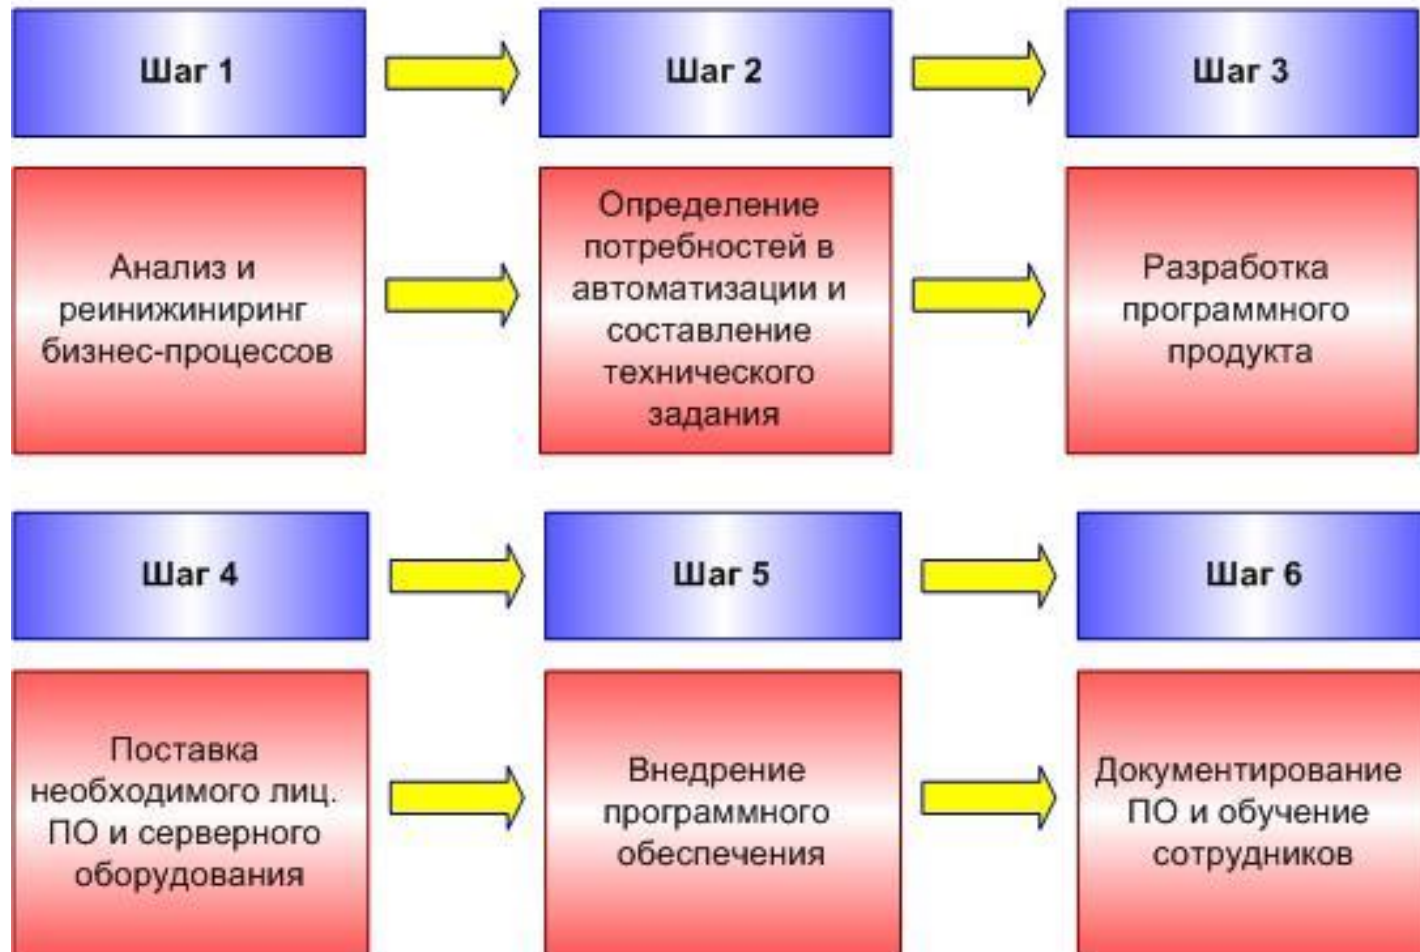 Шаг 1
Шаг 2
Шаг 3
Анализ и
реинижиниринг
бизнес-процессов
Определение
потребностей в
автоматизации и
составление
технического
задания
Разработка
программного
продукта
Шаг 4
Шаг 5
Шаг 6
Поставка
необходимого лиц.
ПО и серверного
оборудования
Внедрение
программного
обеспечения
Документирование
ПО и обучение
сотрудников